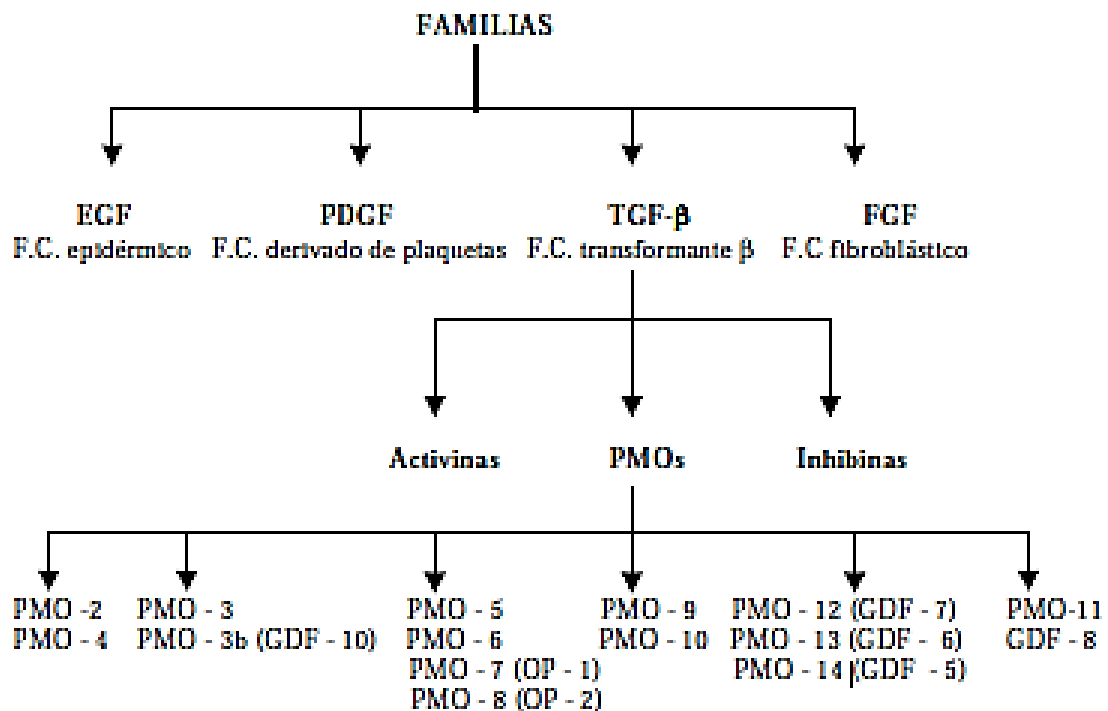 FAMILIAS
EGF PDGF TGF-β FGF
F.C. epidérmico F.C. derivado de plaquetas F.C. transformante β F.C fibroblástico
Activinas PMOs Inhibinas
PMO -2 PMO - 3 PMO - 5 PMO - 9 PMO - 12 (GDF - 7) PMO-11
PMO - 4 PMO - 3b (GDF - 10) PMO - 6 PMO - 10 PMO - 13 (GDF - 6) GDF - 8
PMO - 7 (OP - 1) PMO - 14 (GDF - 5)
PMO - 8 (OP - 2)